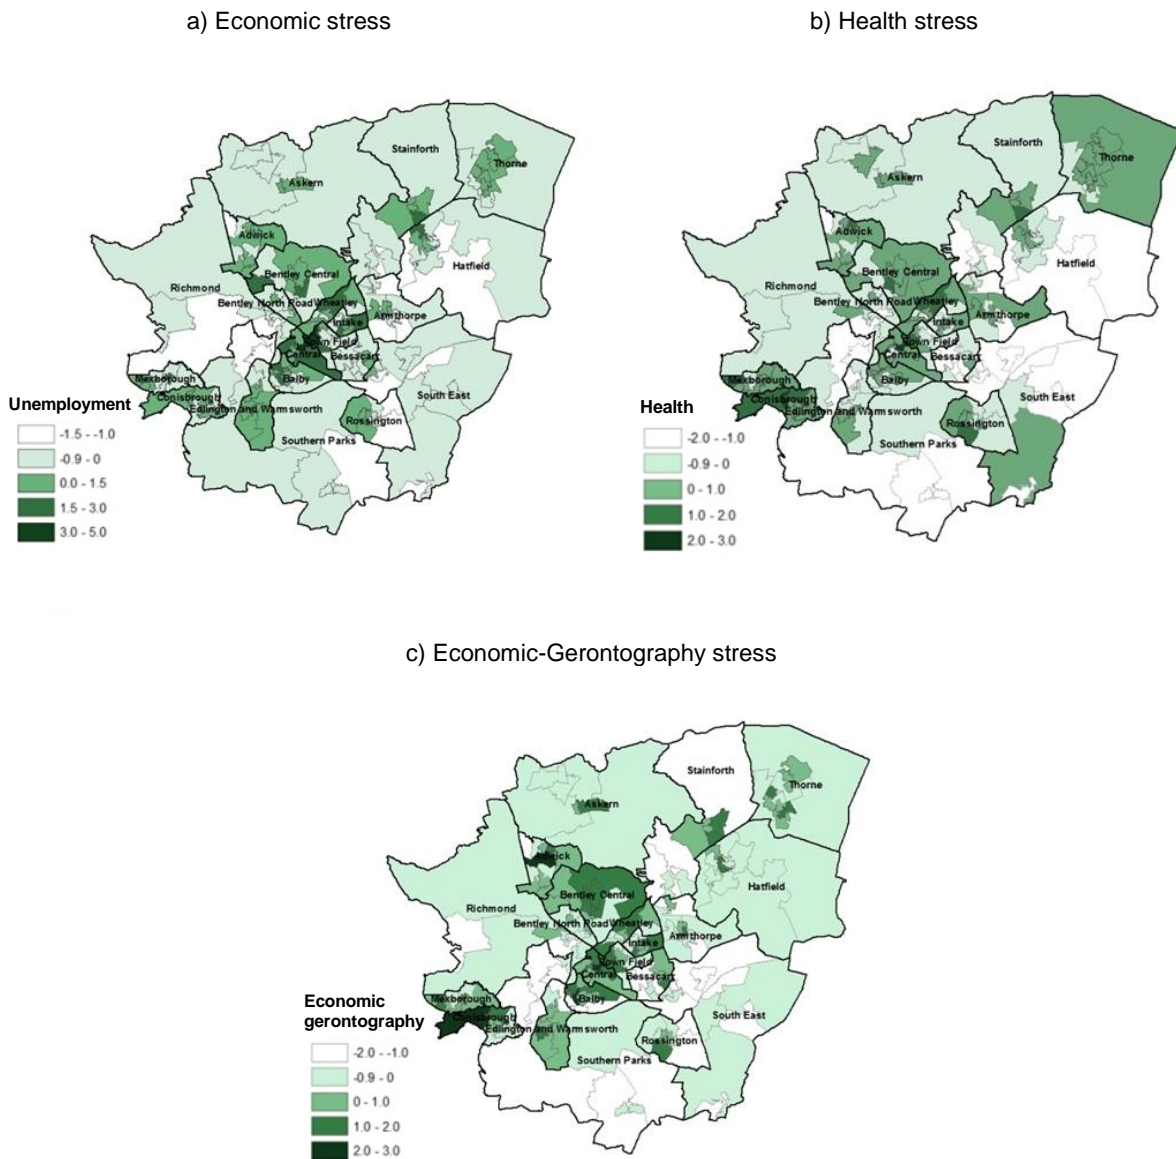 a) Economic stress
b) Health stress
Stainforth
Thorne
Askern
Adwick
Hatfield
Bentley Central
Richmond
Bentley North Road
Wheatley
Armthorpe
Intake
Town Field
Central
Bessacarr
Balby
Mexborough
Conisbrough
Edlington and Warmsworth
South East
Rossington
Southern Parks
Unemployment
-1.5 - -1.0
-0.9 - 0
0.0 - 1.5
1.5 - 3.0
3.0 - 5.0
Stainforth
Thorne
Askern
Adwick
Hatfield
Bentley Central
Richmond
Bentley North Road
Wheatley
Armthorpe
Intake
Town Field
Central
Bessacarr
Balby
Mexborough
Conisbrough
Edlington and Warmsworth
South East
Rossington
Southern Parks
Health
-2.0 - -1.0
-0.9 - 0
0 - 1.0
1.0 - 2.0
2.0 - 3.0
c) Economic-Gerontography stress
Stainforth
Thorne
Askern
Adwick
Hatfield
Bentley Central
Richmond
Bentley North Road
Wheatley
Armthorpe
Intake
Town Field
Central
Bessacarr
Balby
Mexborough
Conisbrough
Edlington and Warmsworth
South East
Rossington
Southern Parks
Economic
gerontography
-2.0 - -1.0
-0.9 - 0
0 - 1.0
1.0 - 2.0
2.0 - 3.0